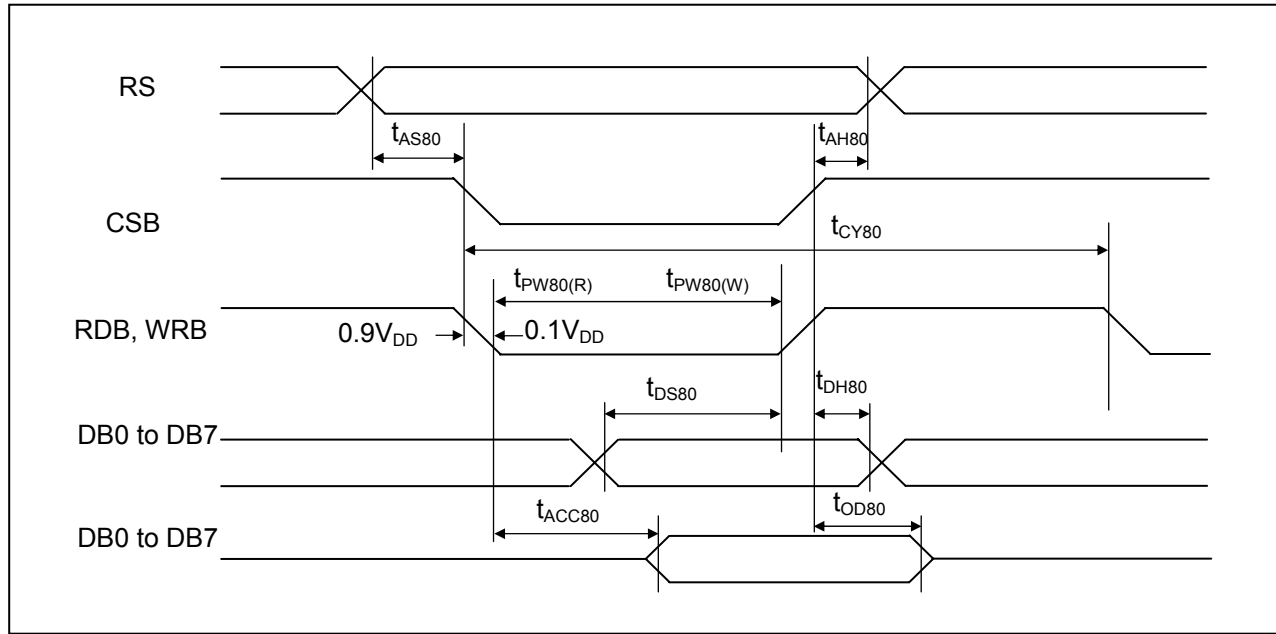 RS
tAS80
tAH80
CSB
tCY80
tPW80(R) tPW80(W)
RDB, WRB
0.9VDD
0.1VDD
tDS80
tDH80
DB0 to DB7
tACC80
tOD80
DB0 to DB7